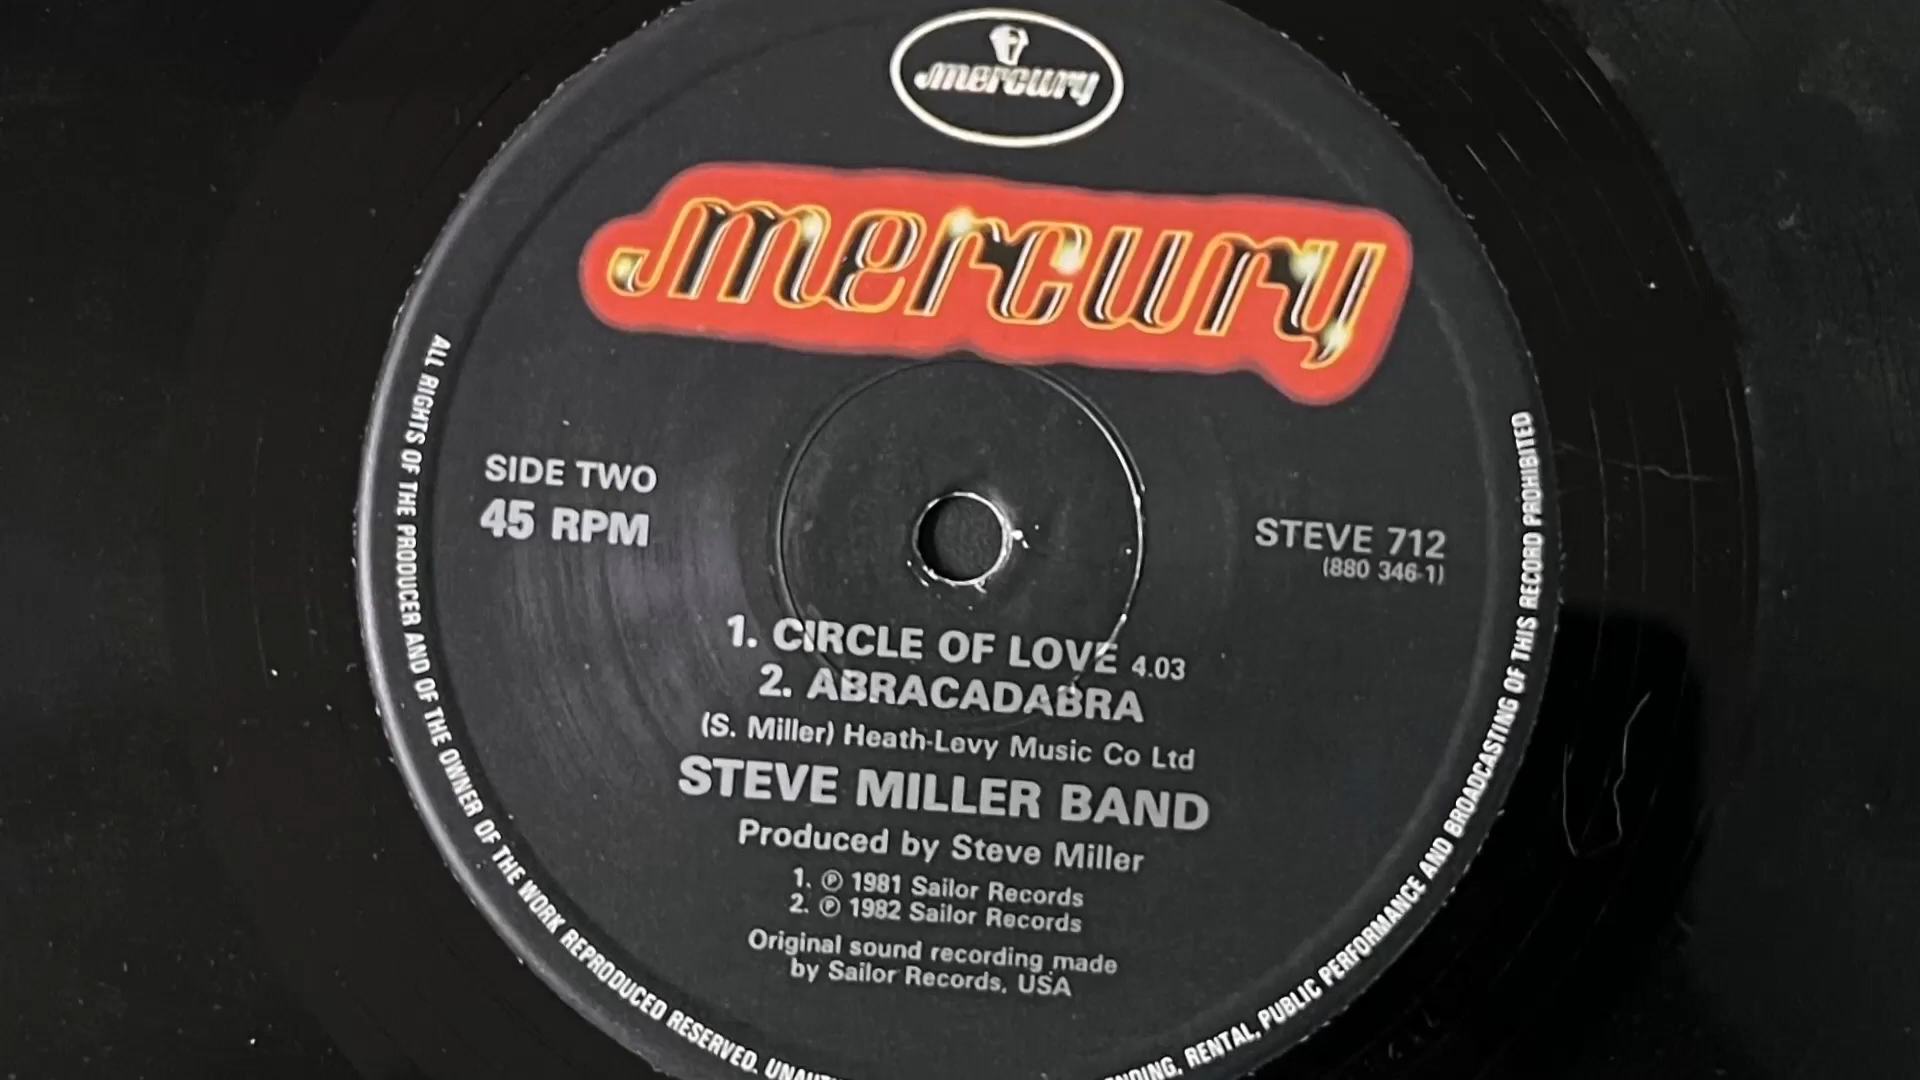 mercury
mercury
SIDE TWO
45 RPM
STEVE 712
(880 346-1)
1. CIRCLE OF LOVE 4.03
2. ABRACADABRA
(S. Miller) Heath-Levy Music Co Ltd
STEVE MILLER BAND
Produced by Steve Miller
1. ℗ 1981 Sailor Records
2. ℗ 1982 Sailor Records
Original sound recording made
by Sailor Records, USA
ALL RIGHTS OF THE PRODUCER AND OF THE OWNER OF THE WORK REPRODUCED RESERVED.
RENTAL, PUBLIC PERFORMANCE AND BROADCASTING OF THIS RECORD PROHIBITED